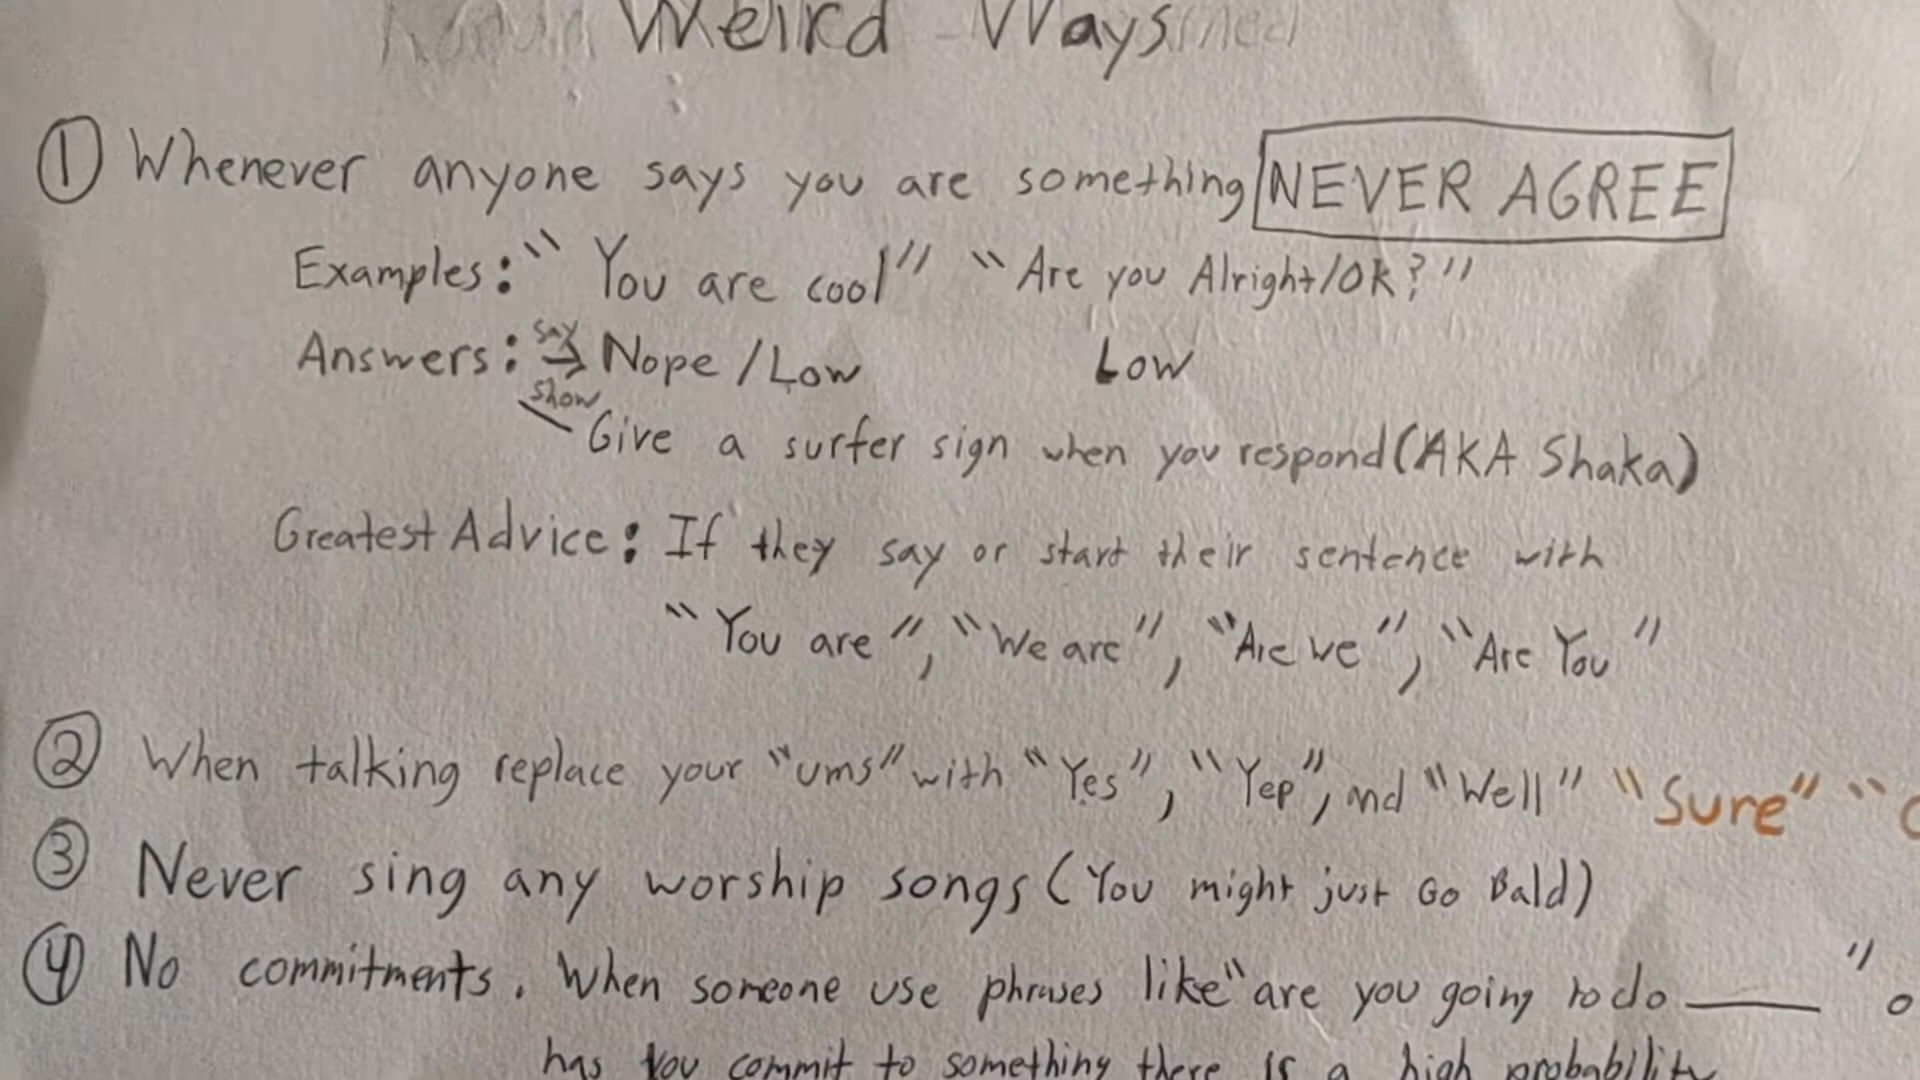 Weird Ways
① Whenever anyone says you are something NEVER AGREE
Examples: "You are cool" "Are you Alright/Ok?"
Answers: say → Nope / Low Low
show Give a surfer sign when you respond (AKA Shaka)
Greatest Advice: If they say or start their sentence with
"You are", "We are", "Are we", "Are You"
② When talking replace your "ums" with "Yes", "Yep", and "Well" "Sure" "
③ Never sing any worship songs (You might just Go Bald)
④ No commitments. When someone use phrases like "are you going to do ____"
has you commit to something there is a high probability